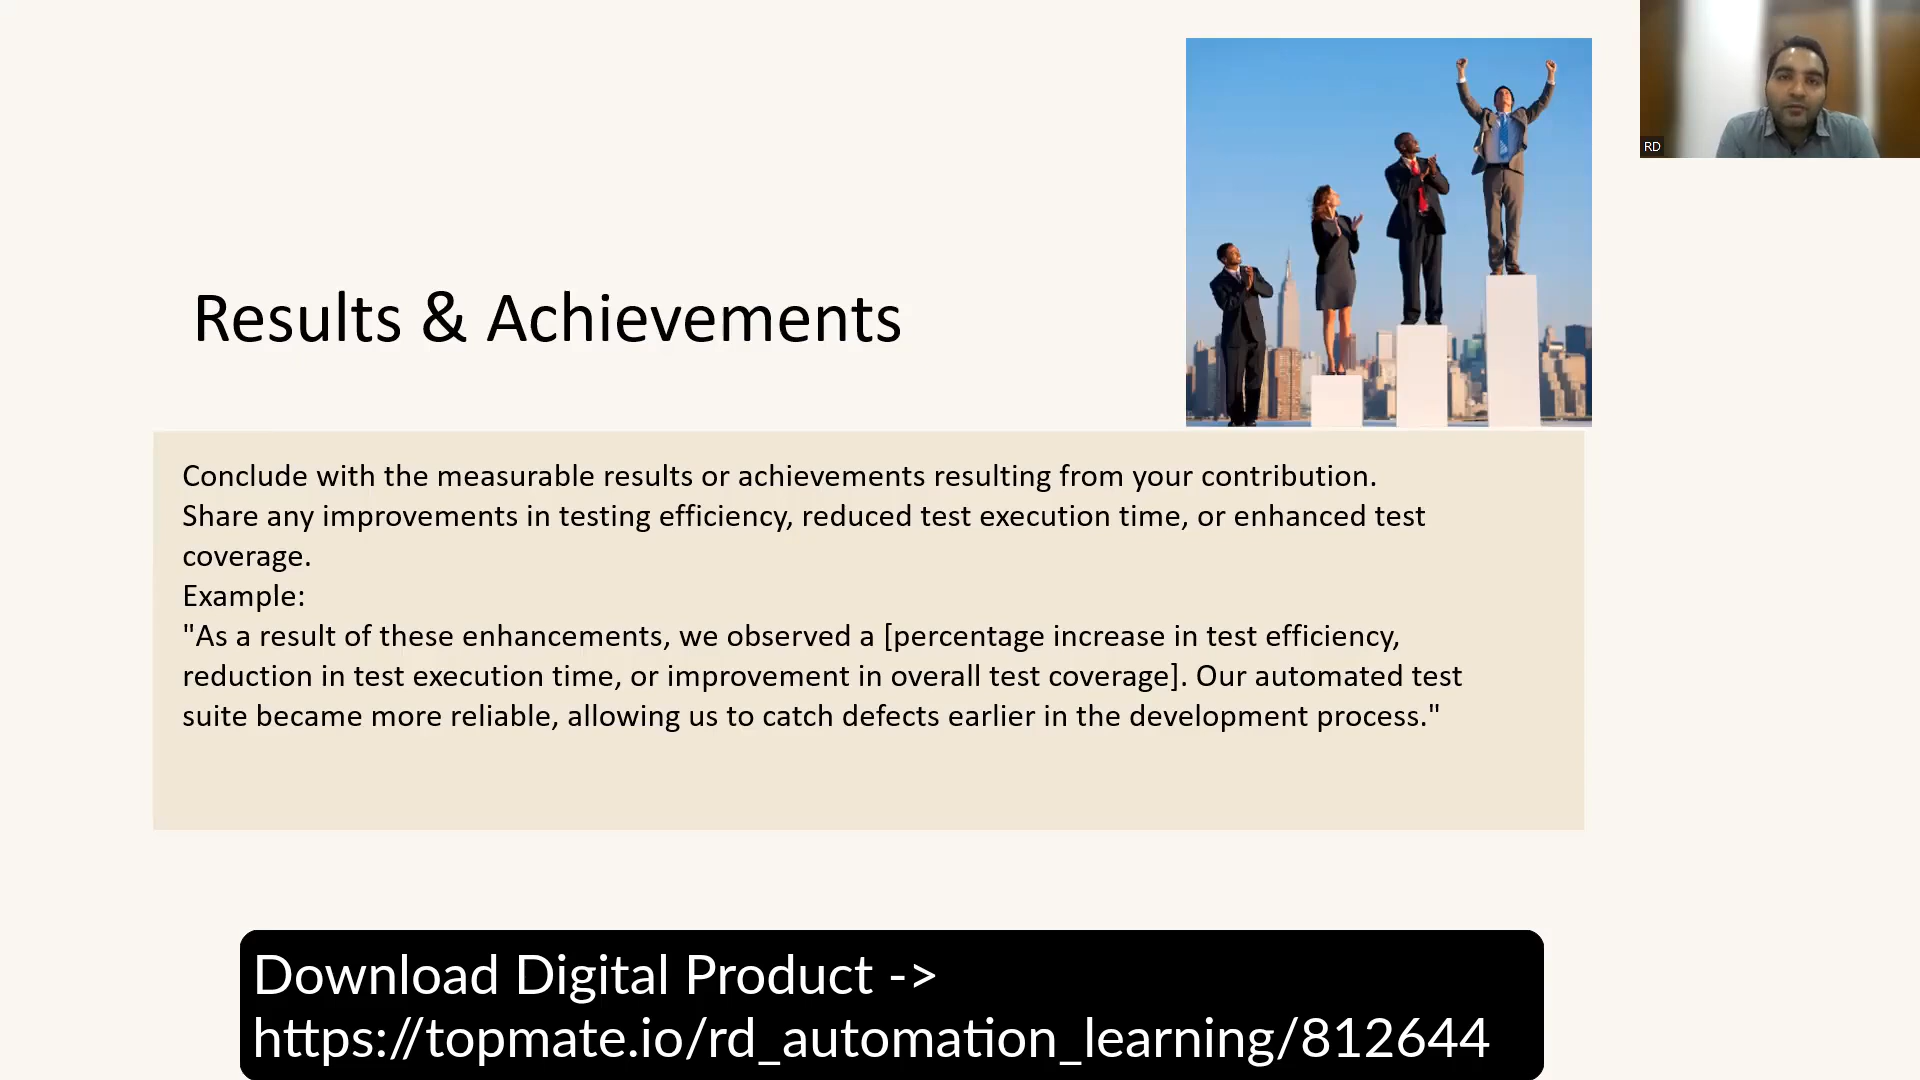 RD
Results & Achievements
Conclude with the measurable results or achievements resulting from your contribution.
Share any improvements in testing efficiency, reduced test execution time, or enhanced test
coverage.
Example:
"As a result of these enhancements, we observed a [percentage increase in test efficiency,
reduction in test execution time, or improvement in overall test coverage]. Our automated test
suite became more reliable, allowing us to catch defects earlier in the development process."
Download Digital Product ->
https://topmate.io/rd_automation_learning/812644